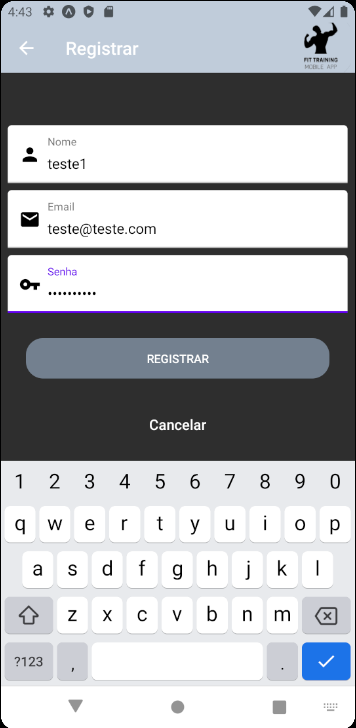 4:43
Registrar
FIT TRAINING
MOBILE APP
Nome
teste1
Email
teste@teste.com
Senha
••••••••••
REGISTRAR
Cancelar
1 2 3 4 5 6 7 8 9 0
q w e r t y u i o p
a s d f g h j k l
z x c v b n m
?123 , .